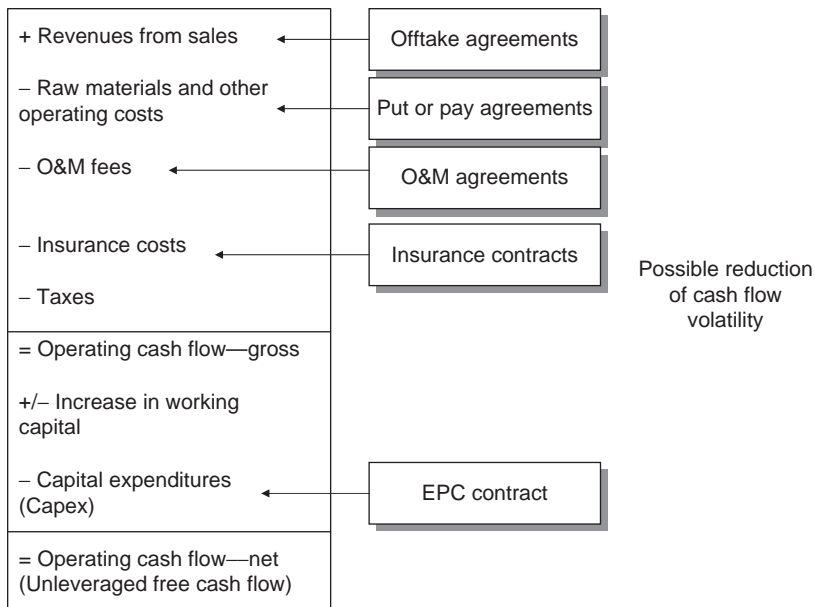 + Revenues from sales
Offtake agreements
– Raw materials and other
operating costs
Put or pay agreements
– O&M fees
O&M agreements
– Insurance costs
Insurance contracts
– Taxes
Possible reduction
of cash flow
volatility
= Operating cash flow—gross
+/– Increase in working
capital
– Capital expenditures
(Capex)
EPC contract
= Operating cash flow—net
(Unleveraged free cash flow)